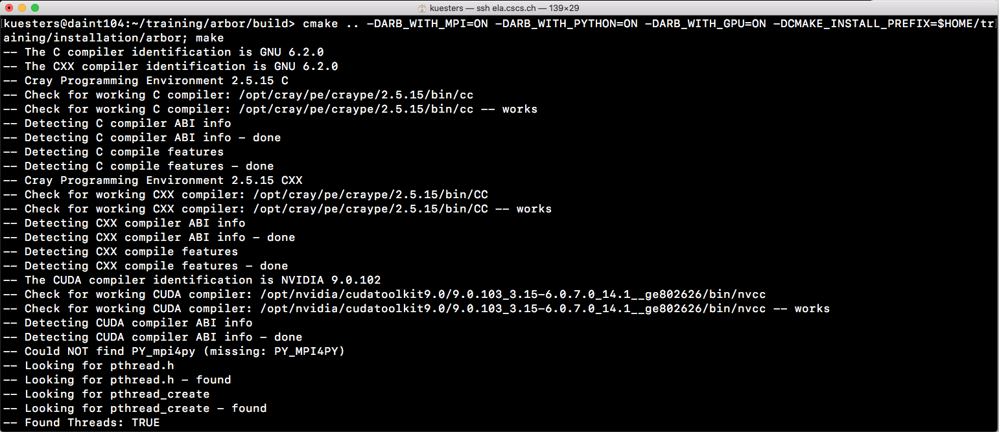 kuesters — ssh ela.cscs.ch — 139×29
[kuesters@daint104:~/training/arbor/build> cmake .. -DARB_WITH_MPI=ON -DARB_WITH_PYTHON=ON -DARB_WITH_GPU=ON -DCMAKE_INSTALL_PREFIX=$HOME/tr]
aining/installation/arbor; make
-- The C compiler identification is GNU 6.2.0
-- The CXX compiler identification is GNU 6.2.0
-- Cray Programming Environment 2.5.15 C
-- Check for working C compiler: /opt/cray/pe/craype/2.5.15/bin/cc
-- Check for working C compiler: /opt/cray/pe/craype/2.5.15/bin/cc -- works
-- Detecting C compiler ABI info
-- Detecting C compiler ABI info - done
-- Detecting C compile features
-- Detecting C compile features - done
-- Cray Programming Environment 2.5.15 CXX
-- Check for working CXX compiler: /opt/cray/pe/craype/2.5.15/bin/CC
-- Check for working CXX compiler: /opt/cray/pe/craype/2.5.15/bin/CC -- works
-- Detecting CXX compiler ABI info
-- Detecting CXX compiler ABI info - done
-- Detecting CXX compile features
-- Detecting CXX compile features - done
-- The CUDA compiler identification is NVIDIA 9.0.102
-- Check for working CUDA compiler: /opt/nvidia/cudatoolkit9.0/9.0.103_3.15-6.0.7.0_14.1__ge802626/bin/nvcc
-- Check for working CUDA compiler: /opt/nvidia/cudatoolkit9.0/9.0.103_3.15-6.0.7.0_14.1__ge802626/bin/nvcc -- works
-- Detecting CUDA compiler ABI info
-- Detecting CUDA compiler ABI info - done
-- Could NOT find PY_mpi4py (missing: PY_MPI4PY)
-- Looking for pthread.h
-- Looking for pthread.h - found
-- Looking for pthread_create
-- Looking for pthread_create - found
-- Found Threads: TRUE